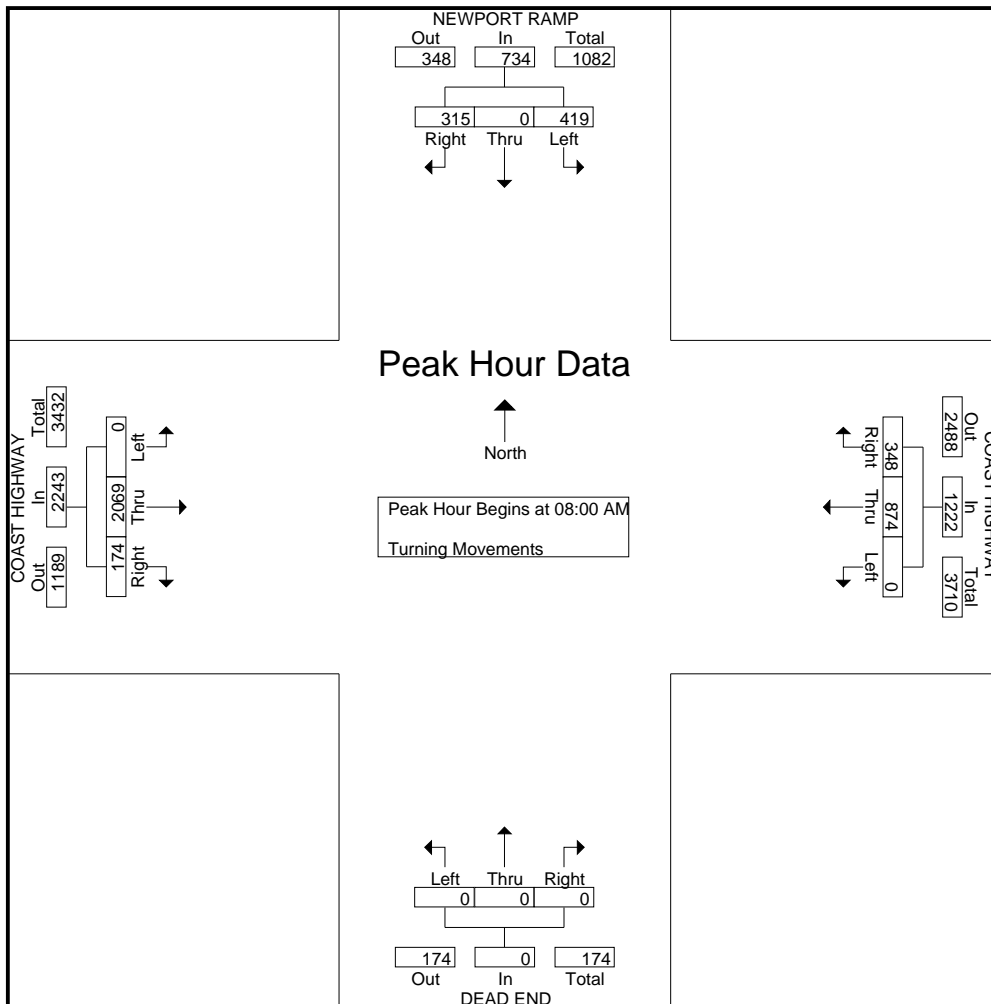 NEWPORT RAMP
Out In Total
348 734 1082
315 0 419
Right Thru Left
Peak Hour Data
North
Peak Hour Begins at 08:00 AM
Turning Movements
COAST HIGHWAY
Total In Out
3432 2243 1189
0 2069 174
Left Thru Right
COAST HIGHWAY
Out In Total
2488 1222 3710
348 874 0
Right Thru Left
Left Thru Right
0 0 0
174 0 174
Out In Total
DEAD END